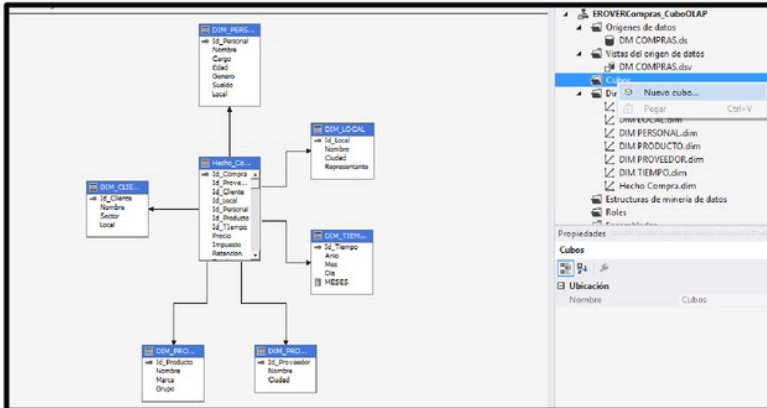 DIM_PERS...
Id_Personal
Nombre
Cargo
Edad
Genero
Sueldo
Local
DIM_LOCAL
Id_Local
Nombre
Ciudad
Representante
Hecho_Co...
Id_Compra
Id_Prove...
Id_Cliente
Id_Local
Id_Personal
Id_Producto
Id_Tiempo
Precio
Impuesto
Retencion
DIM_CLIE...
Id_Cliente
Nombre
Sector
Local
DIM_TIEM...
Id_Tiempo
Anio
Mes
Dia
MESES
DIM_PRO...
Id_Producto
Nombre
Marca
Grupo
DIM_PRO...
Id_Proveedor
Nombre
Ciudad
EROVERCompras_CuboOLAP
Orígenes de datos
DM COMPRAS.ds
Vistas del origen de datos
DM COMPRAS.dsv
Cubos
Nuevo cubo...
Pegar Ctrl+V
DIM LOCAL.dim
DIM PERSONAL.dim
DIM PRODUCTO.dim
DIM PROVEEDOR.dim
DIM TIEMPO.dim
Hecho Compra.dim
Estructuras de minería de datos
Roles
Propiedades
Cubos
Ubicación
Nombre Cubos